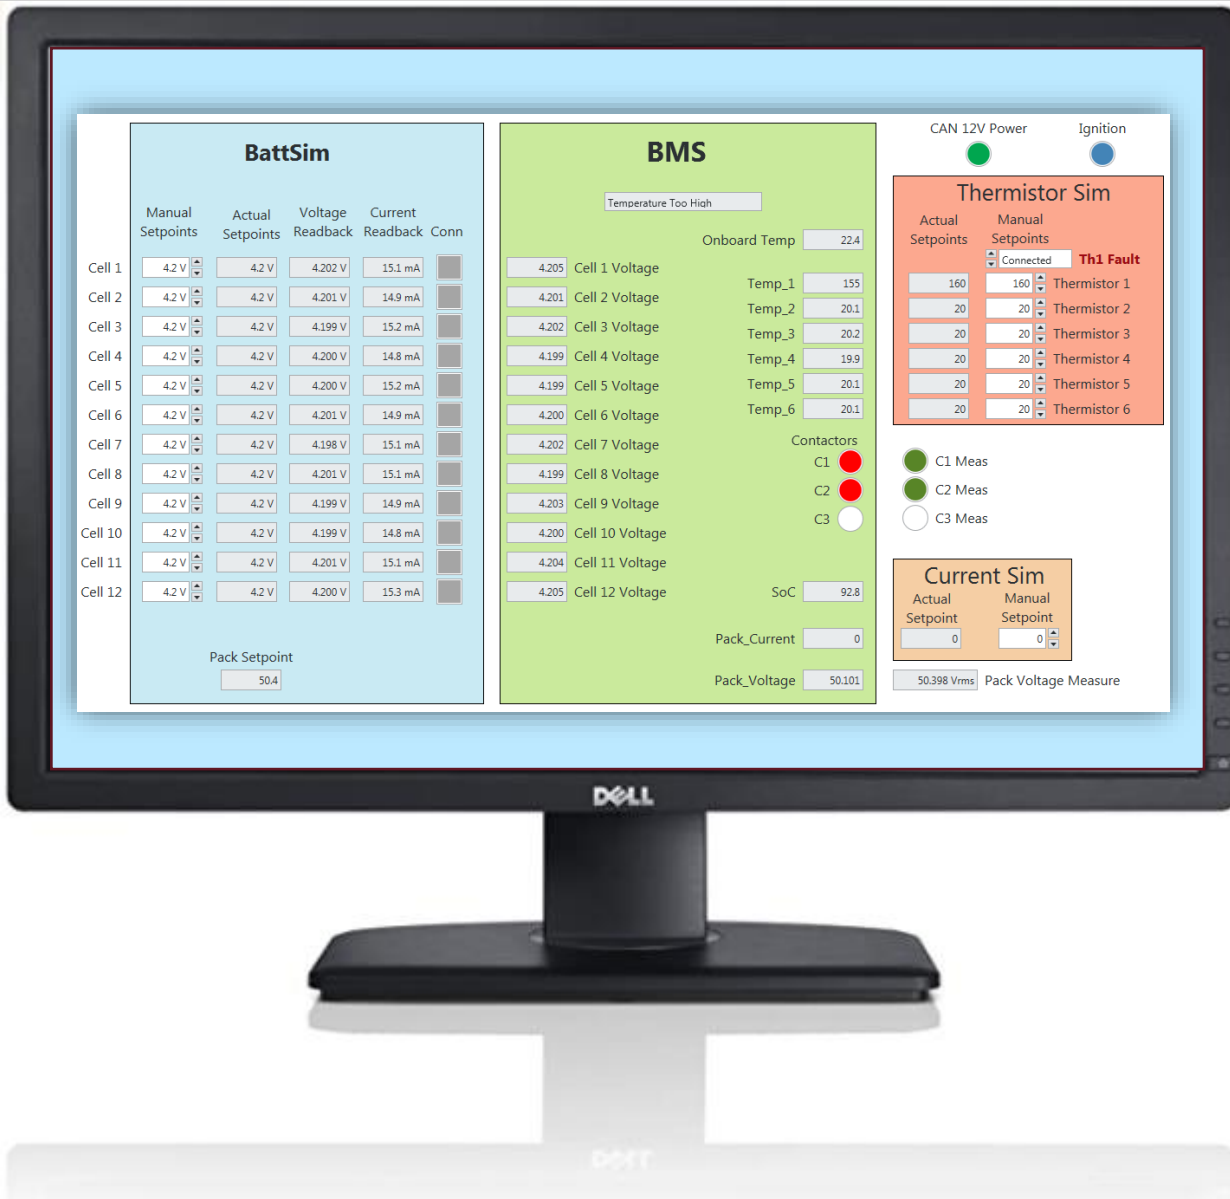 BattSim
Manual Setpoints Actual Setpoints Voltage Readback Current Readback Conn
Cell 1 4.2 V 4.2 V 4.202 V 15.1 mA
Cell 2 4.2 V 4.2 V 4.201 V 14.9 mA
Cell 3 4.2 V 4.2 V 4.199 V 15.2 mA
Cell 4 4.2 V 4.2 V 4.200 V 14.8 mA
Cell 5 4.2 V 4.2 V 4.200 V 15.2 mA
Cell 6 4.2 V 4.2 V 4.201 V 14.9 mA
Cell 7 4.2 V 4.2 V 4.198 V 15.1 mA
Cell 8 4.2 V 4.2 V 4.201 V 15.1 mA
Cell 9 4.2 V 4.2 V 4.199 V 14.9 mA
Cell 10 4.2 V 4.2 V 4.199 V 14.8 mA
Cell 11 4.2 V 4.2 V 4.201 V 15.1 mA
Cell 12 4.2 V 4.2 V 4.200 V 15.3 mA
Pack Setpoint
50.4
BMS
Temperature Too High
Onboard Temp 22.4
4.205 Cell 1 Voltage
4.201 Cell 2 Voltage
4.202 Cell 3 Voltage
4.199 Cell 4 Voltage
4.199 Cell 5 Voltage
4.200 Cell 6 Voltage
4.202 Cell 7 Voltage
4.199 Cell 8 Voltage
4.203 Cell 9 Voltage
4.200 Cell 10 Voltage
4.204 Cell 11 Voltage
4.205 Cell 12 Voltage
Temp_1 155
Temp_2 20.1
Temp_3 20.2
Temp_4 19.9
Temp_5 20.1
Temp_6 20.1
Contactors
C1
C2
C3
SoC 92.8
Pack_Current 0
Pack_Voltage 50.101
CAN 12V Power
Ignition
Thermistor Sim
Actual Setpoints Manual Setpoints
Connected Th1 Fault
160 160 Thermistor 1
20 20 Thermistor 2
20 20 Thermistor 3
20 20 Thermistor 4
20 20 Thermistor 5
20 20 Thermistor 6
C1 Meas
C2 Meas
C3 Meas
Current Sim
Actual Setpoint Manual Setpoint
0 0
50.398 Vrms Pack Voltage Measure
DELL